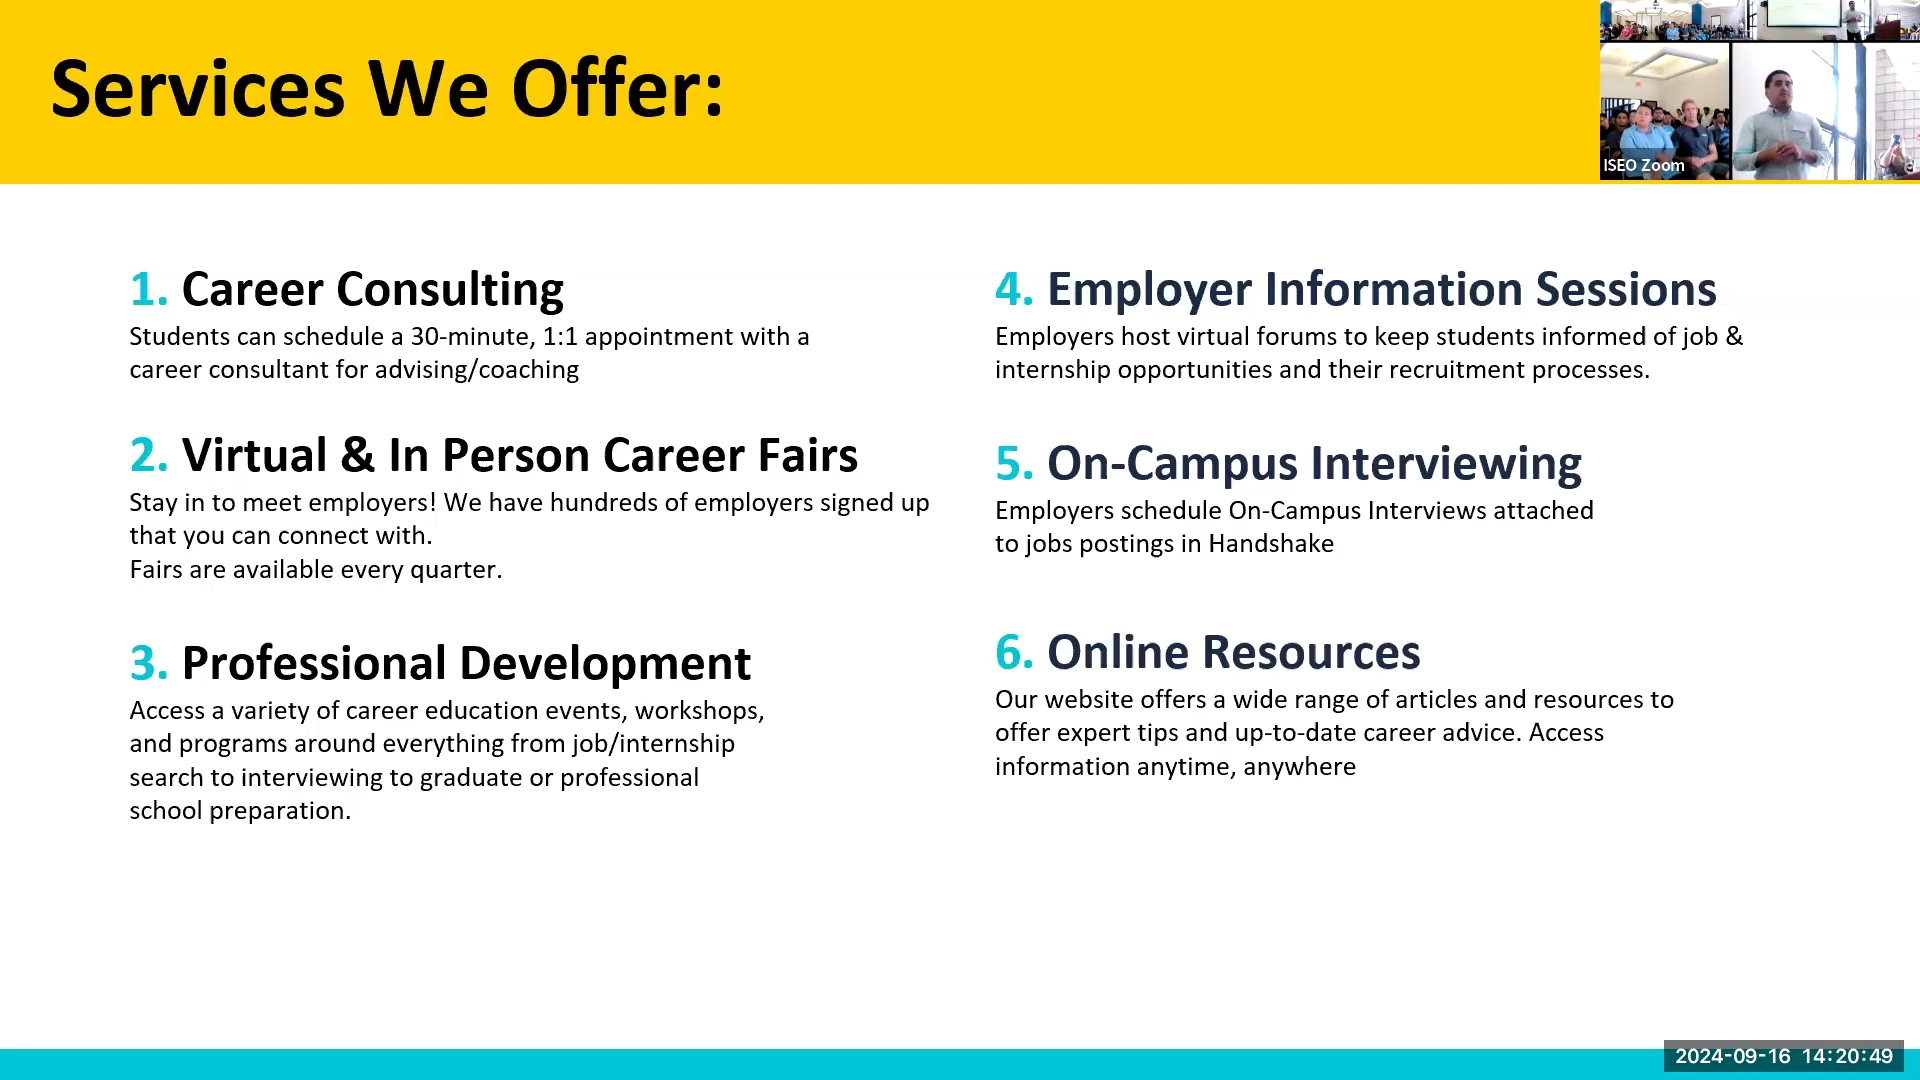 Services We Offer:
ISEO Zoom
1. Career Consulting
Students can schedule a 30-minute, 1:1 appointment with a
career consultant for advising/coaching
2. Virtual & In Person Career Fairs
Stay in to meet employers! We have hundreds of employers signed up
that you can connect with.
Fairs are available every quarter.
3. Professional Development
Access a variety of career education events, workshops,
and programs around everything from job/internship
search to interviewing to graduate or professional
school preparation.
4. Employer Information Sessions
Employers host virtual forums to keep students informed of job &
internship opportunities and their recruitment processes.
5. On-Campus Interviewing
Employers schedule On-Campus Interviews attached
to jobs postings in Handshake
6. Online Resources
Our website offers a wide range of articles and resources to
offer expert tips and up-to-date career advice. Access
information anytime, anywhere
2024-09-16 14:20:49